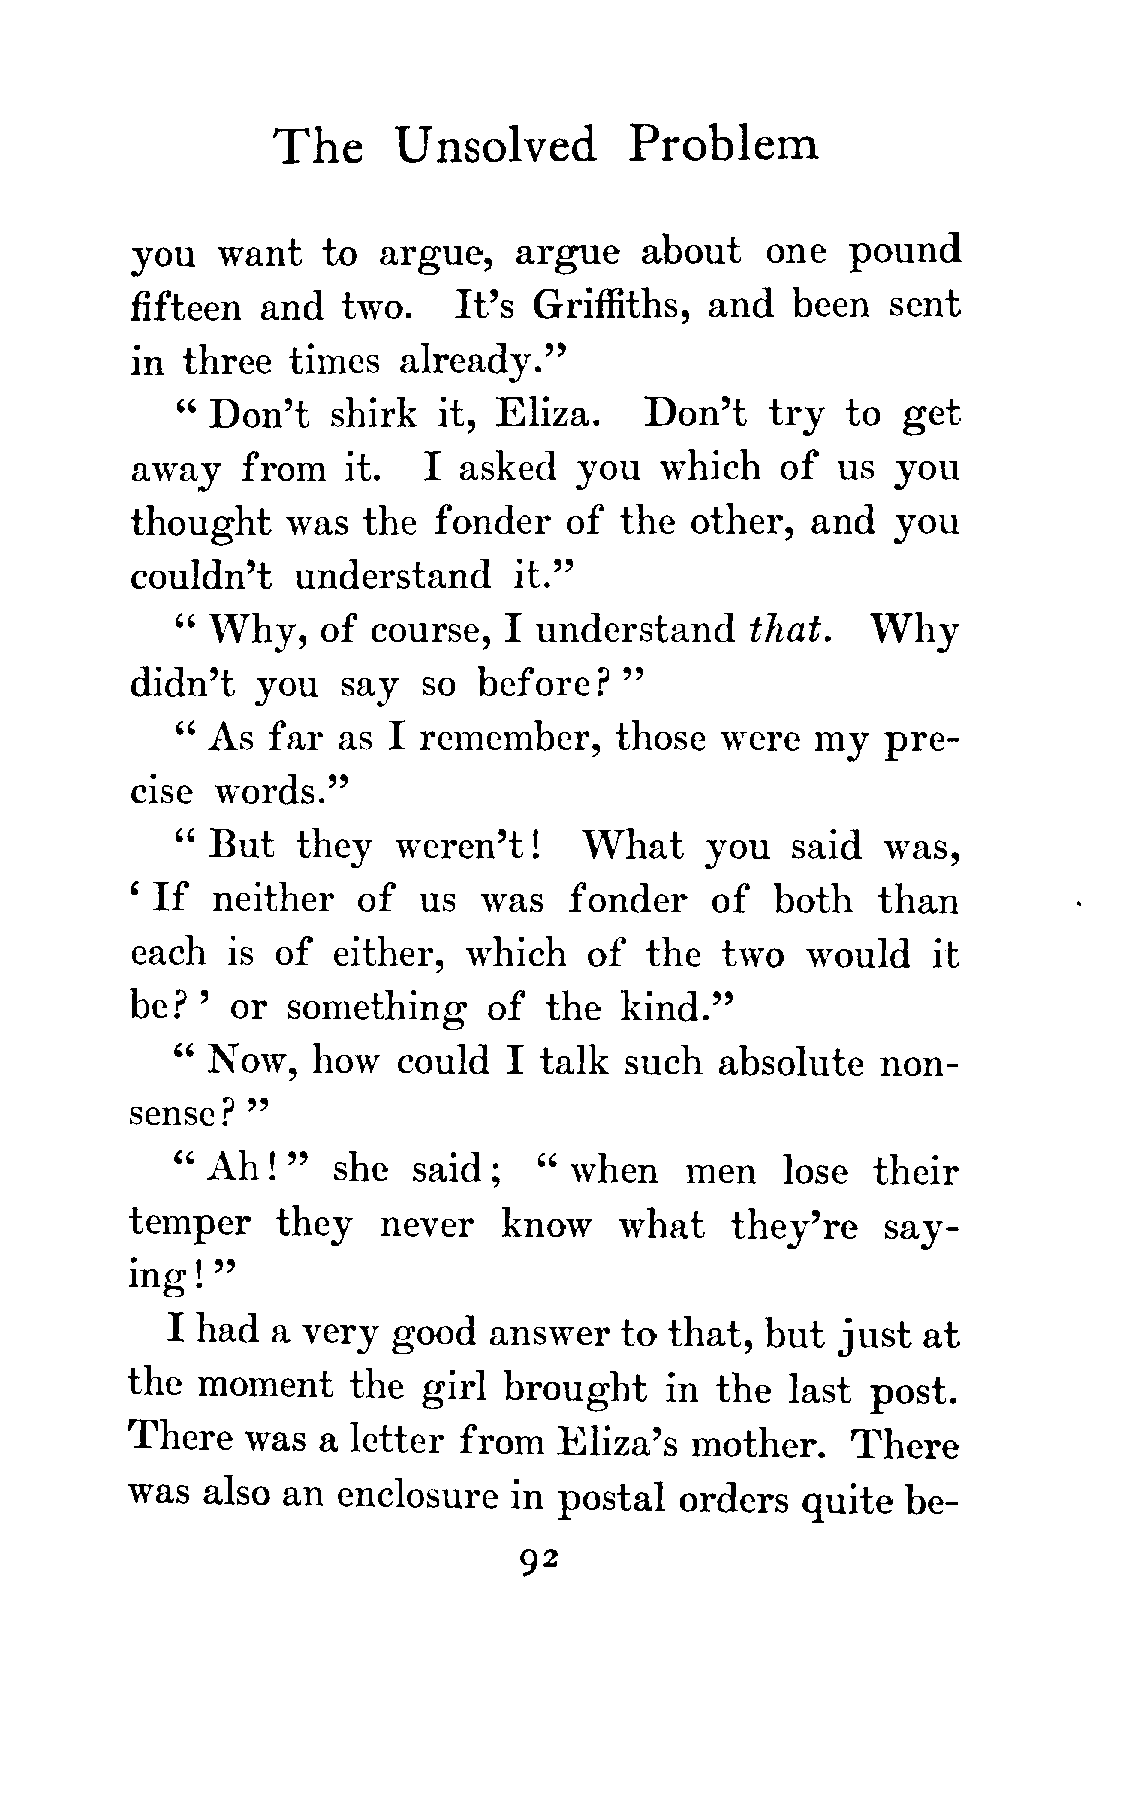 The Unsolved Problem
you want to argue, argue about one pound
fifteen and two. It's Griffiths, and been sent
in three times already."
" Don't shirk it, Eliza. Don't try to get
away from it. I asked you which of us you
thought was the fonder of the other, and you
couldn't understand it."
" Why, of course, I understand that. Why
didn't you say so before? "
" As far as I remember, those were my pre-
cise words."
" But they weren't! What you said was,
' If neither of us was fonder of both than
each is of either, which of the two would it
be? ' or something of the kind."
" Now, how could I talk such absolute non-
sense? "
" Ah! " she said; " when men lose their
temper they never know what they're say-
ing! "
I had a very good answer to that, but just at
the moment the girl brought in the last post.
There was a letter from Eliza's mother. There
was also an enclosure in postal orders quite be-
92